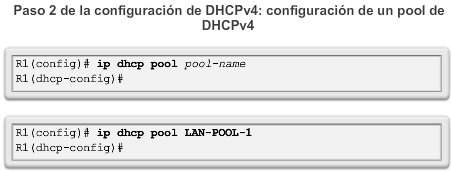 Paso 2 de la configuración de DHCPv4: configuración de un pool de
DHCPv4
R1(config)# ip dhcp pool pool-name
R1(dhcp-config)#
R1(config)# ip dhcp pool LAN-POOL-1
R1(dhcp-config)#